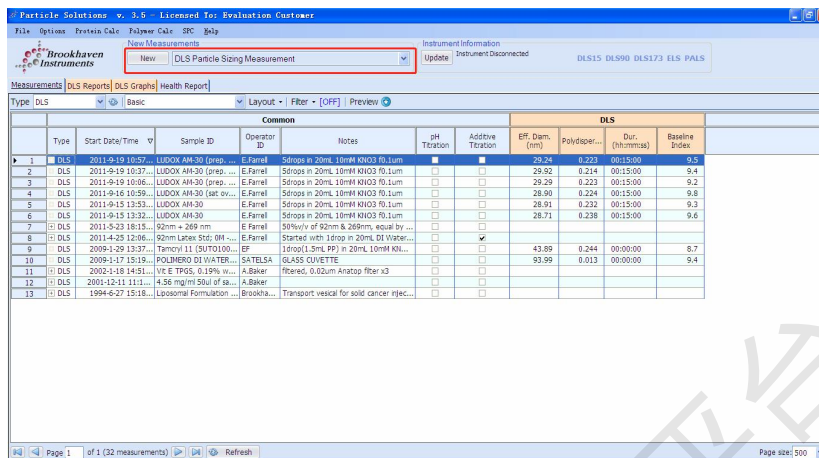 Particle Solutions v. 3.5 - Licensed To: Evaluation Customer
File Options Protein Calc Polymer Calc SPC Help
Brookhaven Instruments
New Measurements
New DLS Particle Sizing Measurement
Instrument Information
Update Instrument Disconnected
DLS15 DLS90 DLS173 ELS PALS
Measurements DLS Reports DLS Graphs Health Report
Type DLS Basic Layout Filter - [OFF] Preview
Common DLS
Type Start Date/Time Sample ID Operator ID Notes pH Titration Additive Titration Eff. Diam. (nm) Polydisper... Dur. (hh:mm:ss) Baseline Index
1 DLS 2011-9-19 10:57... LUDOX AM-30 (prep. ... E.Farrell 5drops in 20mL 10mM KNO3 f0.1um 29.24 0.223 00:15:00 9.5
2 DLS 2011-9-19 10:37... LUDOX AM-30 (prep. ... E.Farrell 5drops in 20mL 10mM KNO3 f0.1um 29.92 0.214 00:15:00 9.4
3 DLS 2011-9-19 10:06... LUDOX AM-30 (prep. ... E.Farrell 5drops in 20mL 10mM KNO3 f0.1um 29.29 0.223 00:15:00 9.2
4 DLS 2011-9-16 10:59... LUDOX AM-30 (sat ov... E.Farrell 5drops in 20mL 10mM KNO3 f0.1um 28.90 0.224 00:15:00 9.8
5 DLS 2011-9-15 13:53... LUDOX AM-30 E.Farrell 5drops in 20mL 10mM KNO3 f0.1um 28.91 0.232 00:15:00 9.3
6 DLS 2011-9-15 13:32... LUDOX AM-30 E.Farrell 5drops in 20mL 10mM KNO3 f0.1um 28.71 0.238 00:15:00 9.6
7 DLS 2011-5-23 18:15... 92nm + 269 nm E Farrell 50%v/v of 92nm & 269nm, equal by ...
8 DLS 2011-4-25 12:06... 92nm Latex Std; 0M -... E.Farrell Started with 1drop in 20mL DI Water...
9 DLS 2009-1-29 13:37... Tamcryl 11 (SUTO100... EF 1drop(1.5mL PP) in 20mL 10mM KN... 43.89 0.244 00:00:00 8.7
10 DLS 2009-1-17 15:19... POLIMERO DI WATER... SATELSA GLASS CUVETTE 93.99 0.013 00:00:00 9.4
11 DLS 2002-1-18 14:51... Vit E TPGS, 0.19% w... A.Baker filtered, 0.02um Anatop filter x3
12 DLS 2001-12-11 11:1... 4.56 mg/ml 50ul of sa... A.Baker
13 DLS 1994-6-27 15:18... Liposomal Formulation ... Brookha... Transport vesical for solid cancer injec...
Page 1 of 1 (32 measurements) Refresh Page size: 500
平台